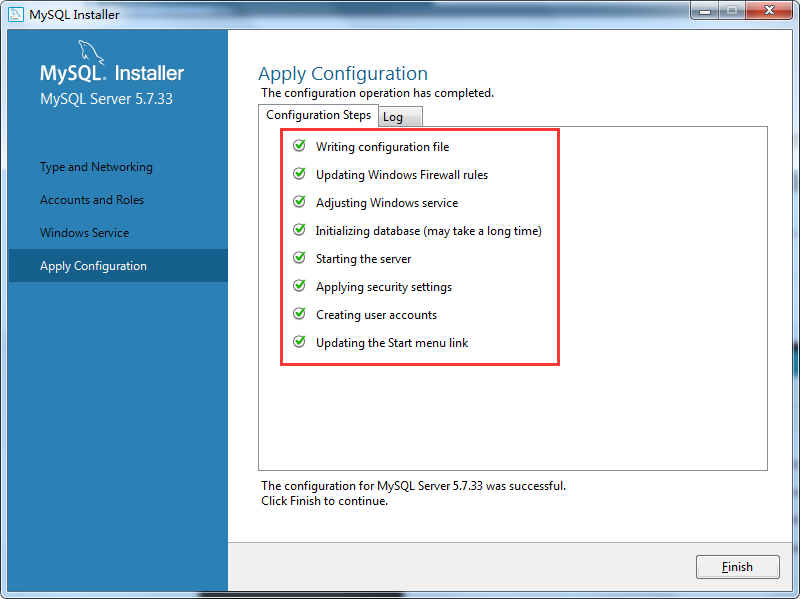 MySQL Installer
MySQL. Installer
MySQL Server 5.7.33
Type and Networking
Accounts and Roles
Windows Service
Apply Configuration
Apply Configuration
The configuration operation has completed.
Configuration Steps
Log
Writing configuration file
Updating Windows Firewall rules
Adjusting Windows service
Initializing database (may take a long time)
Starting the server
Applying security settings
Creating user accounts
Updating the Start menu link
The configuration for MySQL Server 5.7.33 was successful.
Click Finish to continue.
Finish